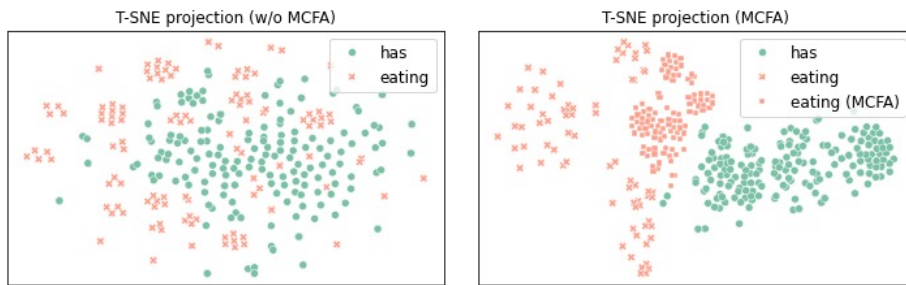 T-SNE projection (w/o MCFA)
has
eating
T-SNE projection (MCFA)
has
eating
eating (MCFA)